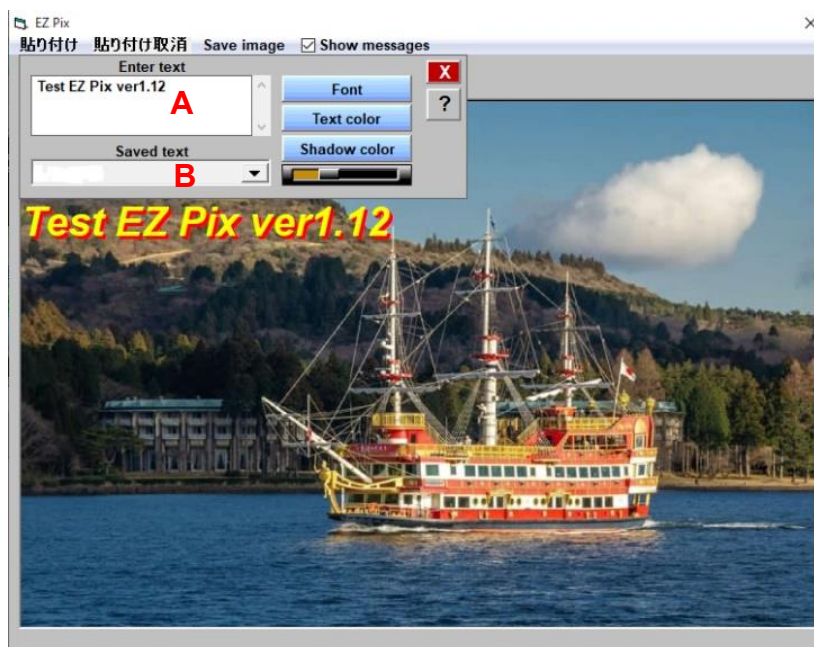 EZ Pix
貼り付け 貼り付け取消 Save image Show messages
Enter text
X
Test EZ Pix ver1.12
A
Font
?
Text color
Saved text
Shadow color
B
Test EZ Pix ver1.12